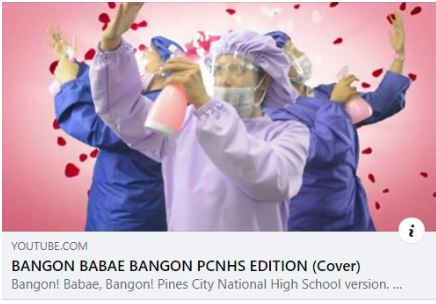 YOUTUBE.COM
BANGON BABAE BANGON PCNHS EDITION (Cover)
Bangon! Babae, Bangon! Pines City National High School version. ...